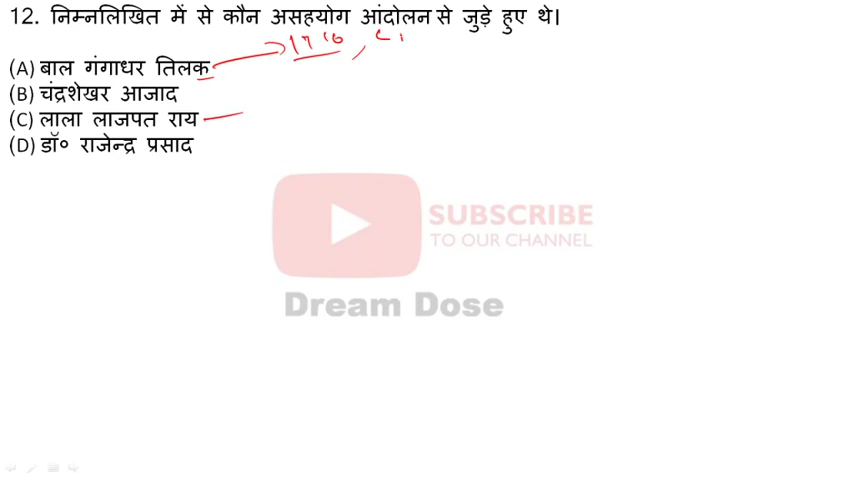 12. निम्नलिखित में से कौन असहयोग आंदोलन से जुड़े हुए थे।
(A) बाल गंगाधर तिलक
(B) चंद्रशेखर आजाद
(C) लाला लाजपत राय
(D) डॉ० राजेन्द्र प्रसाद
SUBSCRIBE
TO OUR CHANNEL
Dream Dose